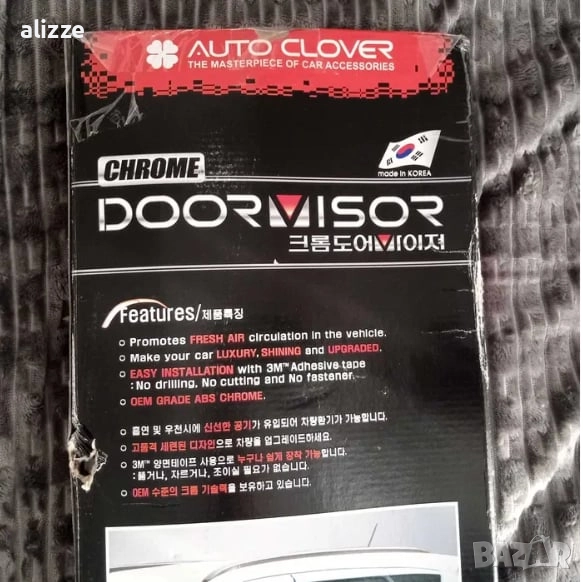 alizze
AUTO CLOVER
THE MASTERPIECE OF CAR ACCESSORIES
made in KOREA
CHROME
DOORVISOR
크롬도어바이져
Features/제품특징
Promotes FRESH AIR circulation in the vehicle.
Make your car LUXURY, SHINING and UPGRADED.
EASY INSTALLATION with 3M™ Adhesive tape
:No drilling, No cutting and No fastener.
OEM GRADE ABS CHROME.
흡연 및 우천시에 신선한 공기가 유입되어 차량환기가 가능합니다.
고품격 세련된 디자인으로 차량을 업그레이드하세요.
3M™ 양면테이프 사용으로 누구나 쉽게 장착 가능합니다.
:뚫거나, 자르거나, 조이실 필요가 없습니다.
OEM 수준의 크롬 기술력을 보유하고 있습니다.
BAZAR